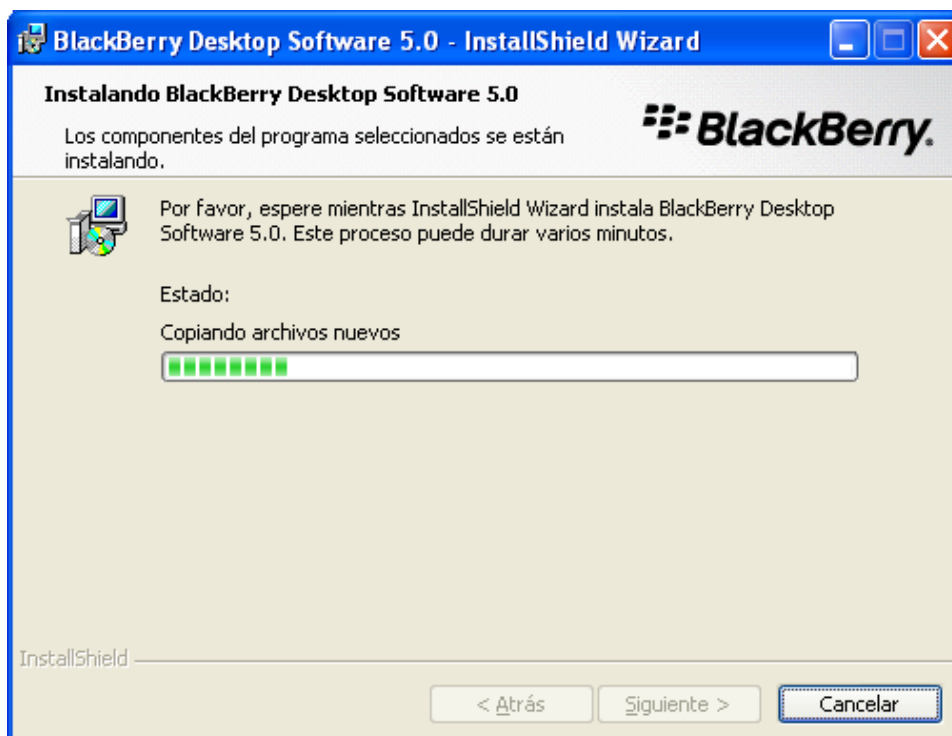 BlackBerry Desktop Software 5.0 - InstallShield Wizard
Instalando BlackBerry Desktop Software 5.0
Los componentes del programa seleccionados se están
instalando.
BlackBerry.
Por favor, espere mientras InstallShield Wizard instala BlackBerry Desktop
Software 5.0. Este proceso puede durar varios minutos.
Estado:
Copiando archivos nuevos
InstallShield
< Atrás
Siguiente >
Cancelar